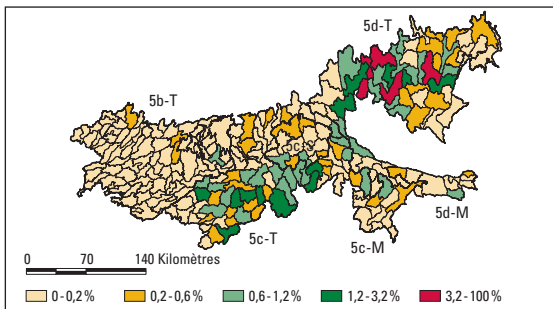 5d-T
5b-T
5c-S
5d-M
5c-T
5c-M
0 70 140 Kilomètres
0-0,2% 0,2-0,6% 0,6-1,2% 1,2-3,2% 3,2-100%